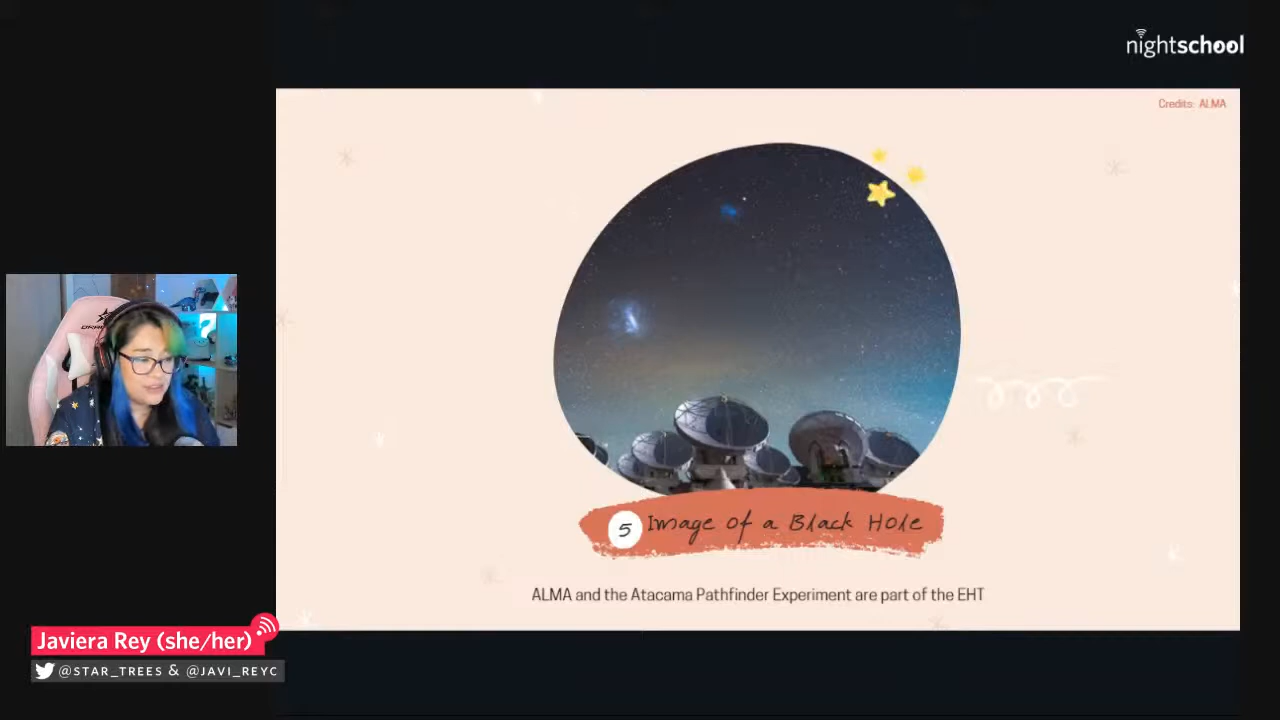 nightschool
Credits: ALMA
5 Image of a Black Hole
ALMA and the Atacama Pathfinder Experiment are part of the EHT
Javiera Rey (she/her)
@STAR_TREES & @JAVI_REYC